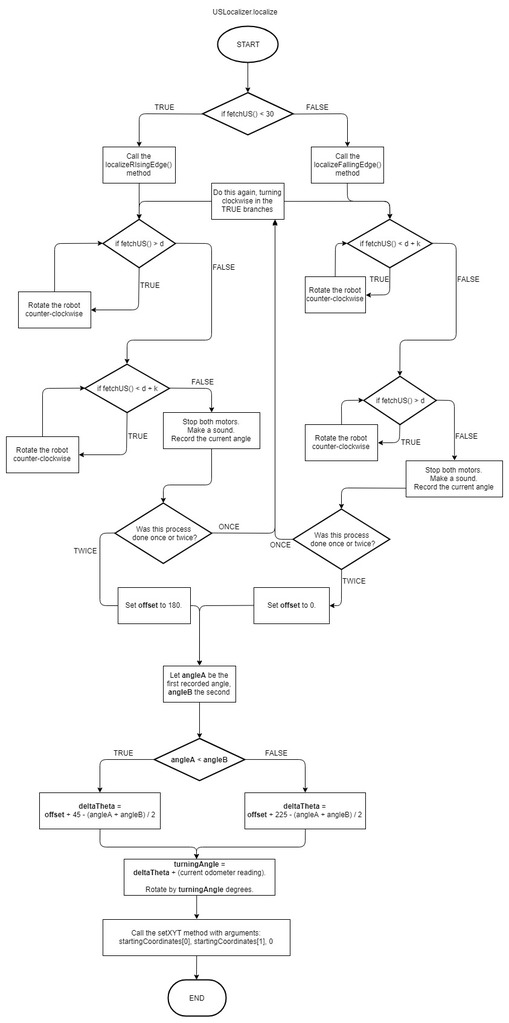 USLocalizer.localize
START
if fetchUS() < 30
TRUE
FALSE
Call the
localizeRisingEdge()
method
Call the
localizeFallingEdge()
method
Do this again, turning
clockwise in the
TRUE branches
if fetchUS() > d
if fetchUS() < d + k
FALSE
FALSE
TRUE
TRUE
Rotate the robot
counter-clockwise
Rotate the robot
counter-clockwise
if fetchUS() < d + k
FALSE
if fetchUS() > d
Stop both motors.
Make a sound.
Record the current angle
TRUE
Rotate the robot
counter-clockwise
TRUE
FALSE
Rotate the robot
counter-clockwise
Stop both motors.
Make a sound.
Record the current angle
Was this process
done once or twice?
ONCE
Was this process
done once or twice?
ONCE
TWICE
TWICE
Set offset to 180.
Set offset to 0.
Let angleA be the
first recorded angle,
angleB the second
angleA < angleB
TRUE
FALSE
deltaTheta =
offset + 45 - (angleA + angleB) / 2
deltaTheta =
offset + 225 - (angleA + angleB) / 2
turningAngle =
deltaTheta + (current odometer reading).
Rotate by turningAngle degrees.
Call the setXYT method with arguments:
startingCoordinates[0], startingCoordinates[1], 0
END